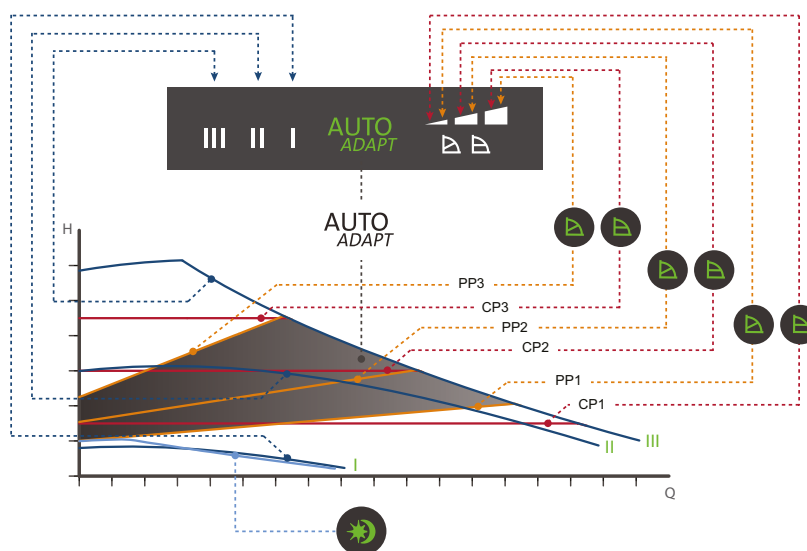 III II I AUTO
ADAPT
AUTO
ADAPT
H
PP3
CP3
PP2
CP2
PP1
CP1
III
II
I
Q